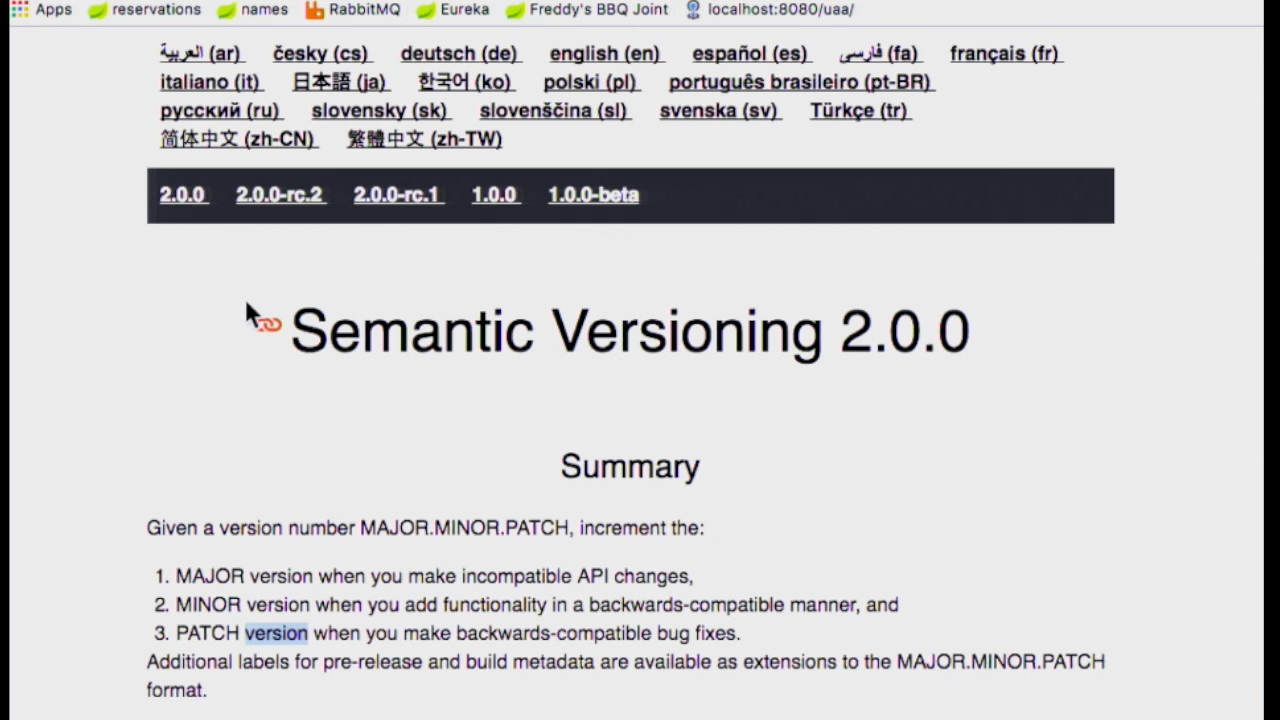 Apps reservations names RabbitMQ Eureka Freddy's BBQ Joint localhost:8080/uaa/
العربية (ar) česky (cs) deutsch (de) english (en) español (es) فارسی (fa) français (fr)
italiano (it) 日本語 (ja) 한국어 (ko) polski (pl) português brasileiro (pt-BR)
русский (ru) slovensky (sk) slovenščina (sl) svenska (sv) Türkçe (tr)
简体中文 (zh-CN) 繁體中文 (zh-TW)
2.0.0 2.0.0-rc.2 2.0.0-rc.1 1.0.0 1.0.0-beta
Semantic Versioning 2.0.0
Summary
Given a version number MAJOR.MINOR.PATCH, increment the:
1. MAJOR version when you make incompatible API changes,
2. MINOR version when you add functionality in a backwards-compatible manner, and
3. PATCH version when you make backwards-compatible bug fixes.
Additional labels for pre-release and build metadata are available as extensions to the MAJOR.MINOR.PATCH
format.